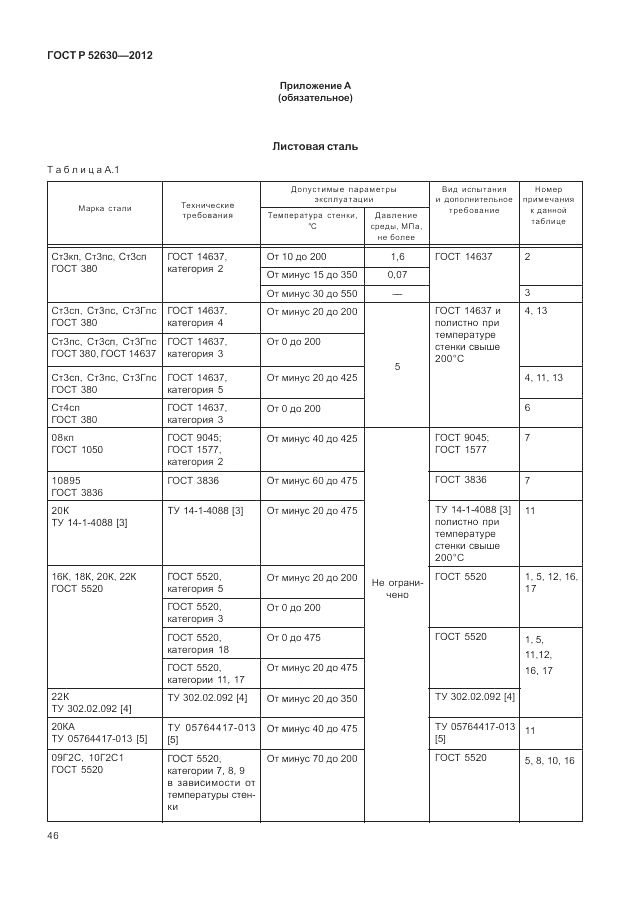 ГОСТ Р 52630—2012
Приложение А
(обязательное)
Листовая сталь
Т а б л и ц а А.1
Марка стали
Технические
требования
Допустимые параметры
эксплуатации
Температура стенки,
°С
Давление
среды, МПа,
не более
Вид испытания
и дополнительное
требование
Номер
примечания
к данной
таблице
Ст3кп, Ст3пс, Ст3сп
ГОСТ 380
ГОСТ 14637,
категория 2
От 10 до 200
1,6
ГОСТ 14637
2
От минус 15 до 350
0,07
От минус 30 до 550
—
3
Ст3сп, Ст3пс, Ст3Гпс
ГОСТ 380
ГОСТ 14637,
категория 4
От минус 20 до 200
5
ГОСТ 14637 и
полистно при
температуре
стенки свыше
200°С
4, 13
Ст3сп, Ст3пс, Ст3Гпс
ГОСТ 380, ГОСТ 14637
ГОСТ 14637,
категория 3
От 0 до 200
Ст3сп, Ст3пс, Ст3Гпс
ГОСТ 380
ГОСТ 14637,
категория 5
От минус 20 до 425
4, 11, 13
Ст4сп
ГОСТ 380
ГОСТ 14637,
категория 3
От 0 до 200
6
08кп
ГОСТ 1050
ГОСТ 9045;
ГОСТ 1577,
категория 2
От минус 40 до 425
Не ограни-
чено
ГОСТ 9045;
ГОСТ 1577
7
10895
ГОСТ 3836
ГОСТ 3836
От минус 60 до 475
ГОСТ 3836
7
20К
ТУ 14-1-4088 [3]
ТУ 14-1-4088 [3]
От минус 20 до 475
ТУ 14-1-4088 [3]
полистно при
температуре
стенки свыше
200°С
11
16К, 18К, 20К, 22К
ГОСТ 5520
ГОСТ 5520,
категория 5
От минус 20 до 200
ГОСТ 5520
1, 5, 12, 16,
17
ГОСТ 5520,
категория 3
От 0 до 200
ГОСТ 5520,
категория 18
От 0 до 475
ГОСТ 5520
1, 5,
11,12,
16, 17
ГОСТ 5520,
категории 11, 17
От минус 20 до 475
22К
ТУ 302.02.092 [4]
ТУ 302.02.092 [4]
От минус 20 до 350
ТУ 302.02.092 [4]
20КА
ТУ 05764417-013 [5]
ТУ 05764417-013
[5]
От минус 40 до 475
ТУ 05764417-013
[5]
11
09Г2С, 10Г2С1
ГОСТ 5520
ГОСТ 5520,
категории 7, 8, 9
в зависимости от
температуры стен-
ки
От минус 70 до 200
ГОСТ 5520
5, 8, 10, 16
46